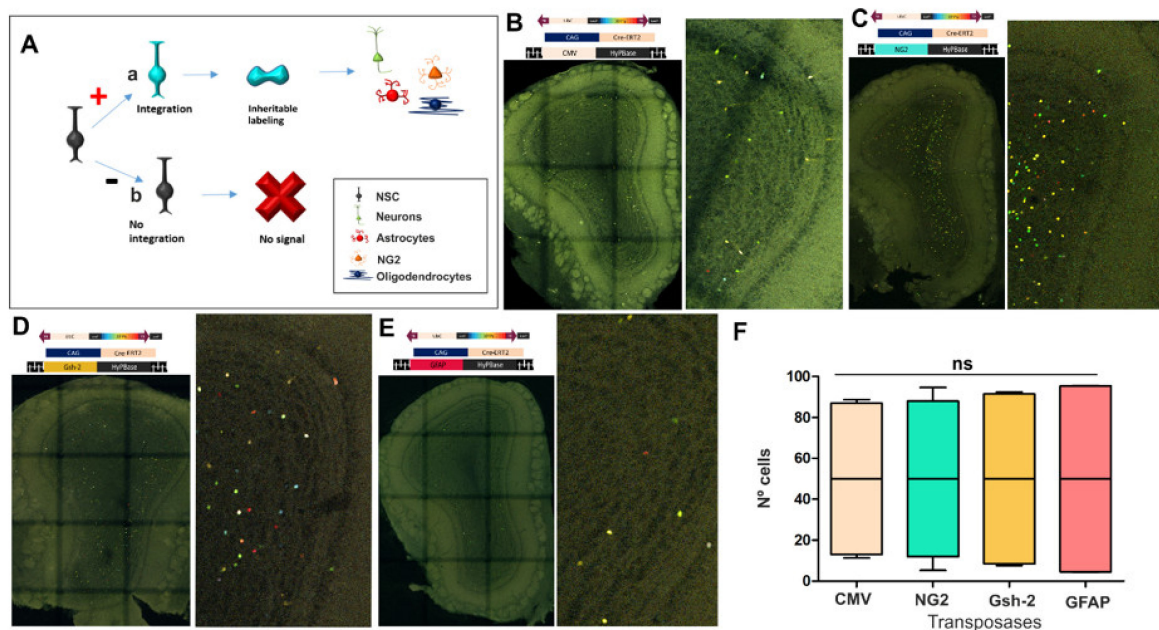 A
a
+
Integration
Inheritable
labeling
-
b
No
integration
No signal
NSC
Neurons
Astrocytes
NG2
Oligodendrocytes
B
CAG
Cre-ERT2
CMV
HyPBase
C
CAG
Cre-ERT2
NG2
HyPBase
D
CAG
Cre-ERT2
Gsh-2
HyPBase
E
CAG
Cre-ERT2
GFAP
HyPBase
F
ns
Nº cells
100
80
60
40
20
0
CMV NG2 Gsh-2 GFAP
Transposases